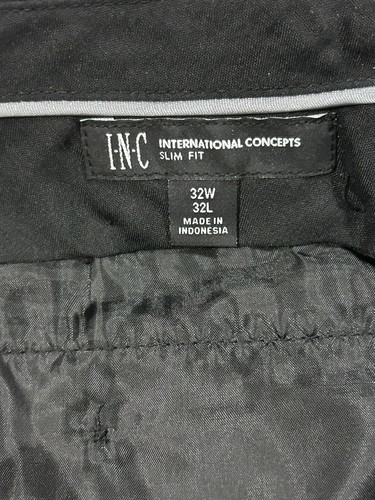 I·N·C INTERNATIONAL CONCEPTS
SLIM FIT
32W
32L
MADE IN
INDONESIA